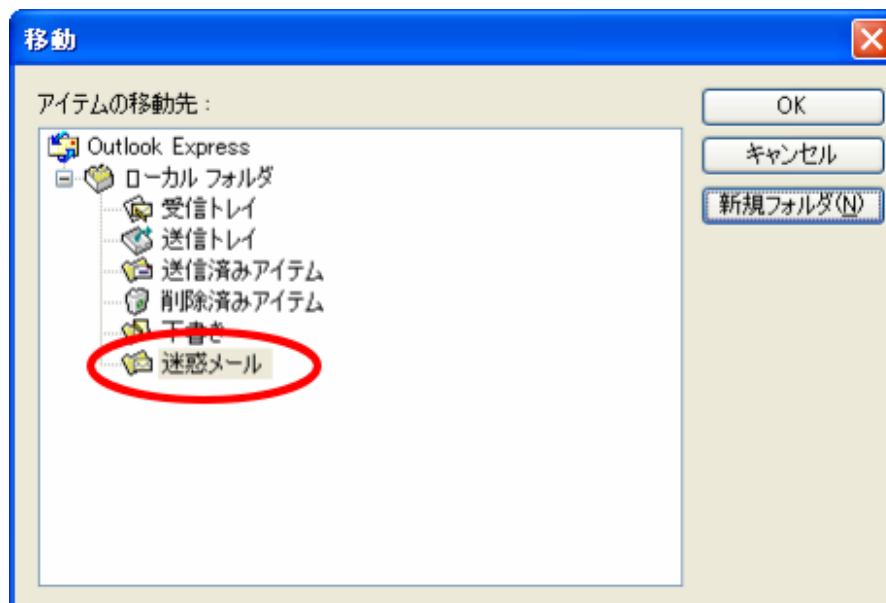 移動
アイテムの移動先：
Outlook Express
ローカル フォルダ
受信トレイ
送信トレイ
送信済みアイテム
削除済みアイテム
下書き
迷惑メール
OK
キャンセル
新規フォルダ(N)